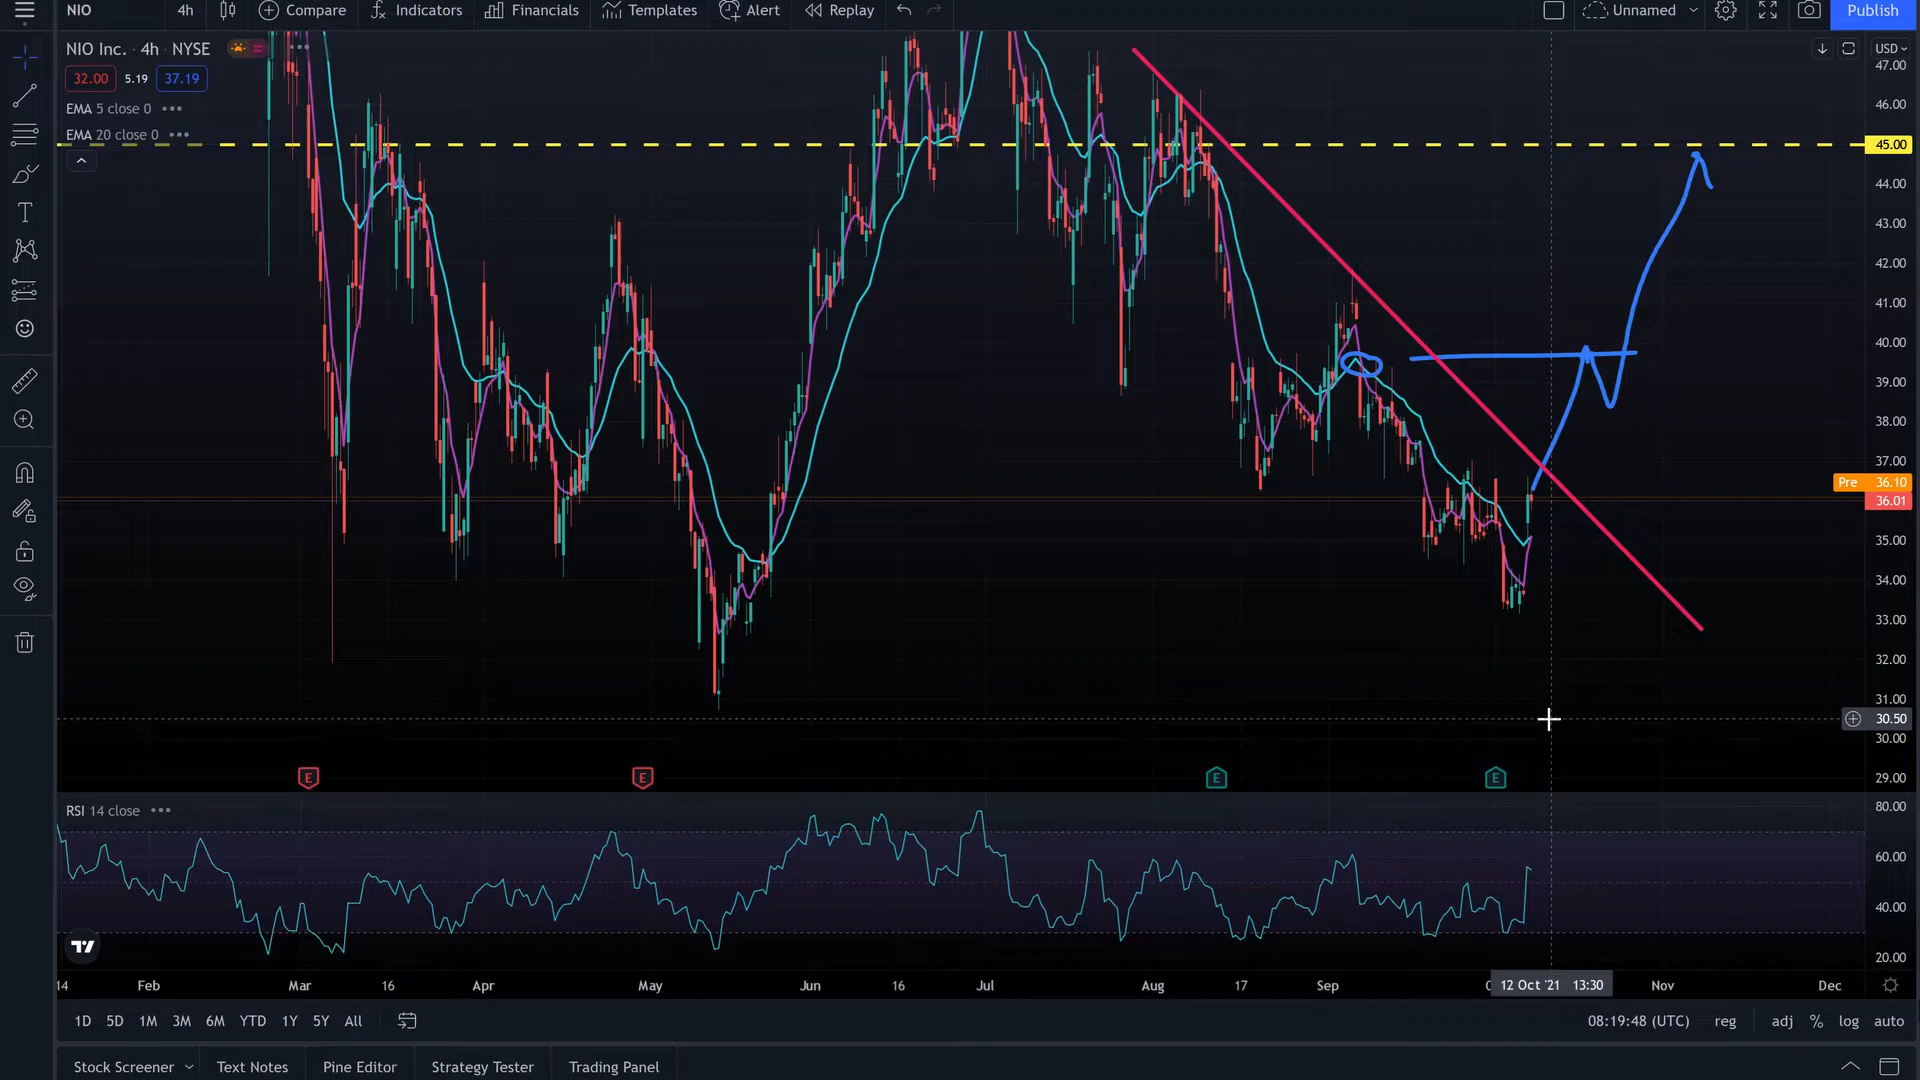 NIO 4h Compare Indicators Financials Templates Alert Replay Unnamed Publish
NIO Inc. · 4h · NYSE
USD
32.00 5.19 37.19
EMA 5 close 0
EMA 20 close 0
47.00
46.00
45.00
44.00
43.00
42.00
41.00
40.00
39.00
38.00
37.00
Pre 36.10
36.01
35.00
34.00
33.00
32.00
31.00
30.50
30.00
29.00
E E E E
RSI 14 close
80.00
60.00
40.00
20.00
14 Feb Mar 16 Apr May Jun 16 Jul Aug 17 Sep 12 Oct '21 13:30 Nov Dec
1D 5D 1M 3M 6M YTD 1Y 5Y All 08:19:48 (UTC) reg adj % log auto
Stock Screener Text Notes Pine Editor Strategy Tester Trading Panel